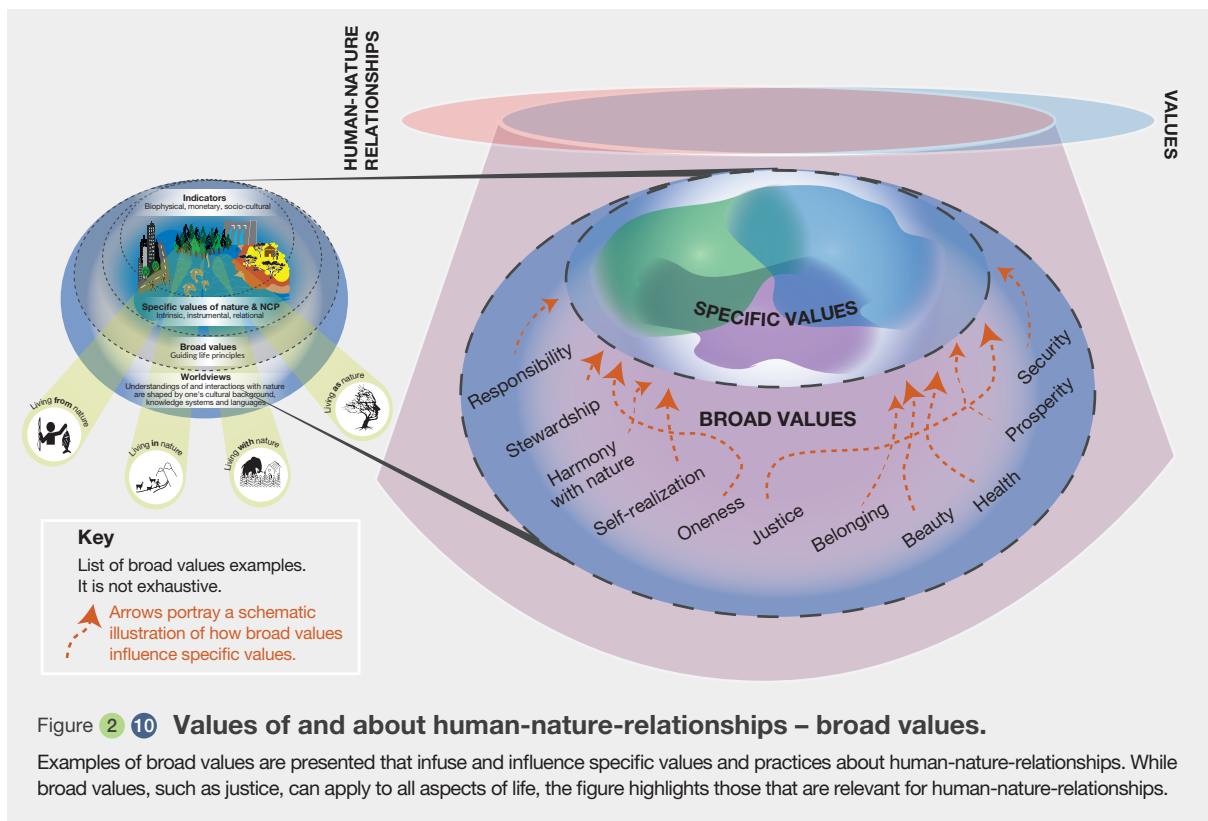 HUMAN-NATURE
RELATIONSHIPS
VALUES
Indicators
Biophysical, monetary, socio-cultural
Specific values of nature & NCP
Intrinsic, instrumental, relational
Broad values
Guiding life principles
Worldviews
Understandings of and interactions with nature
are shaped by one's cultural background,
knowledge systems and languages
Living from nature
Living in nature
Living with nature
Living as nature
SPECIFIC VALUES
BROAD VALUES
Responsibility
Stewardship
Harmony
with nature
Self-realization
Oneness
Justice
Belonging
Beauty
Health
Prosperity
Security
Key
List of broad values examples.
It is not exhaustive.
Arrows portray a schematic
illustration of how broad values
influence specific values.
Figure 2 10 Values of and about human-nature-relationships – broad values.
Examples of broad values are presented that infuse and influence specific values and practices about human-nature-relationships. While
broad values, such as justice, can apply to all aspects of life, the figure highlights those that are relevant for human-nature-relationships.